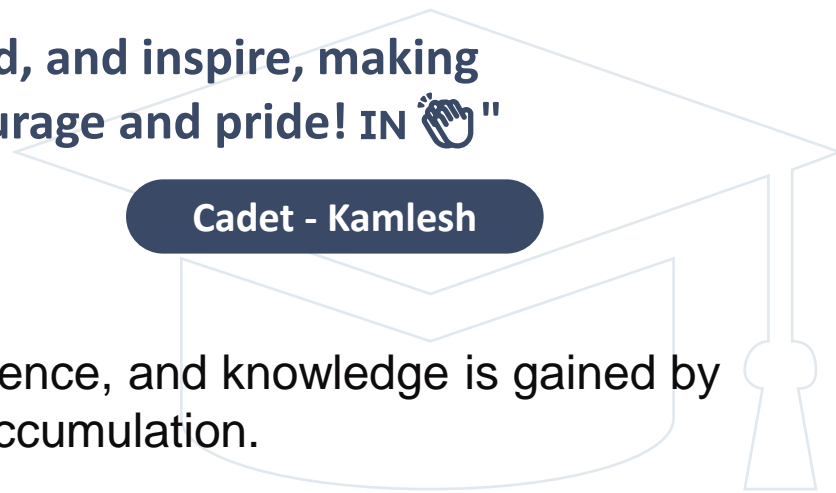 d, and inspire, making
urage and pride! IN 👏"
Cadet - Kamlesh
ence, and knowledge is gained by
ccumulation.